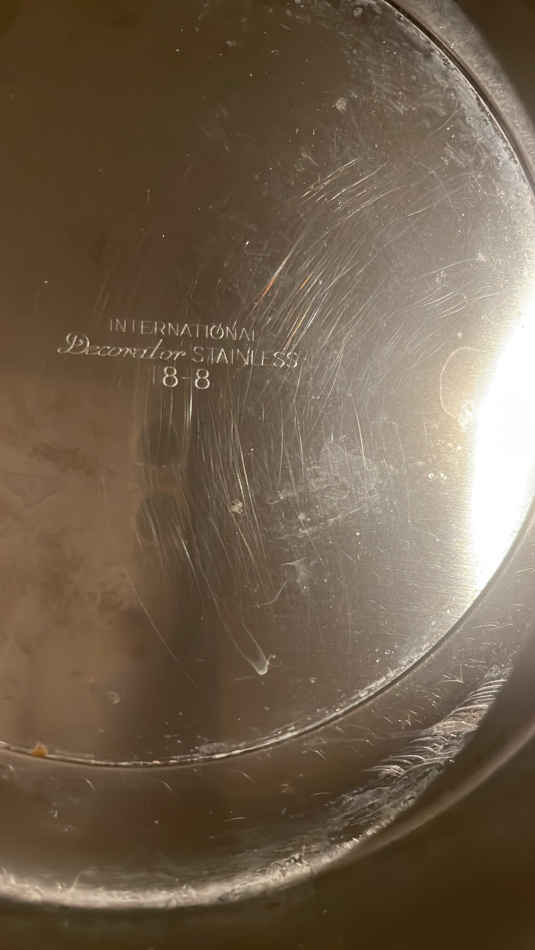 INTERNATIONAL
Decorator STAINLESS
18-8